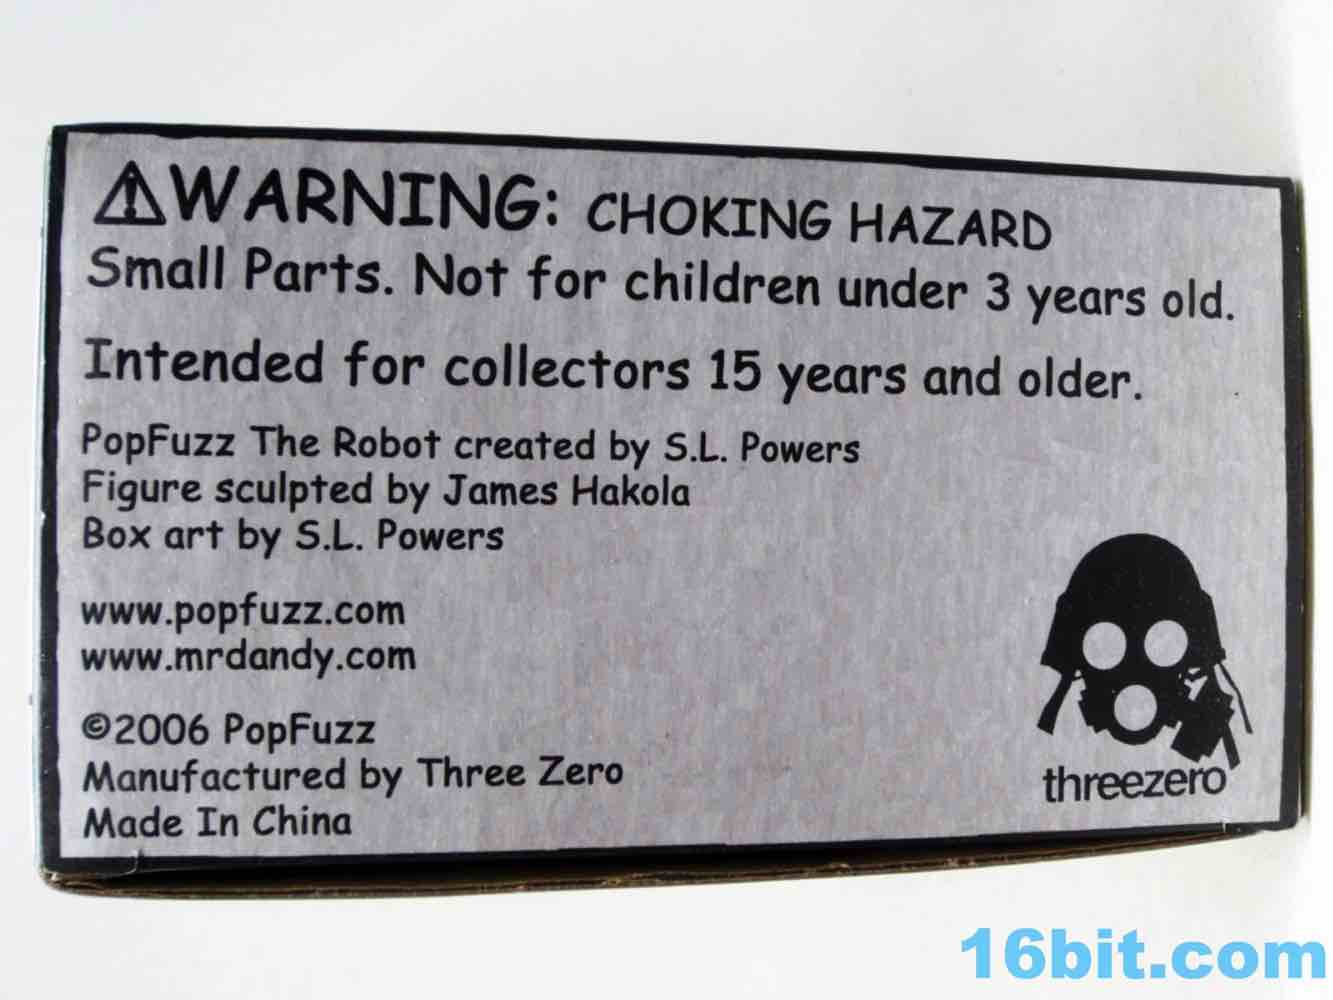 WARNING: CHOKING HAZARD
Small Parts. Not for children under 3 years old.
Intended for collectors 15 years and older.
PopFuzz The Robot created by S.L. Powers
Figure sculpted by James Hakola
Box art by S.L. Powers
www.popfuzz.com
www.mrdandy.com
©2006 PopFuzz
Manufactured by Three Zero
Made In China
threezero
16bit.com